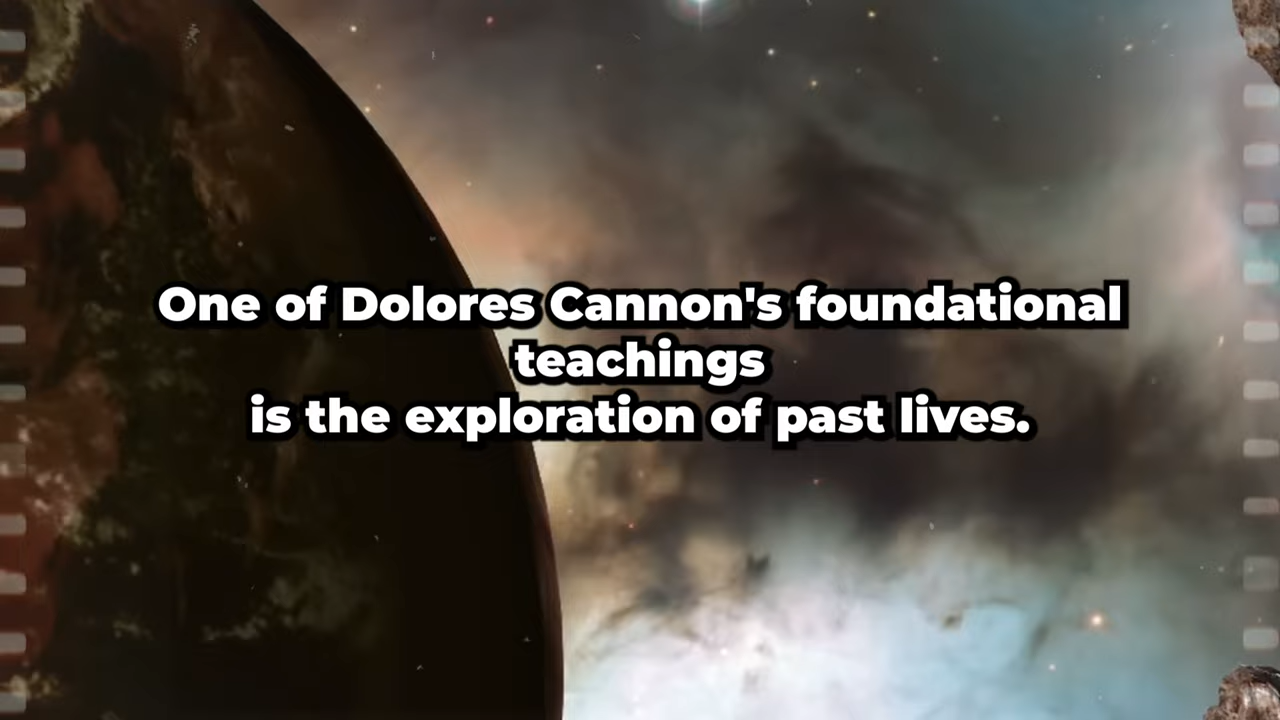 One of Dolores Cannon's foundational
teachings
is the exploration of past lives.